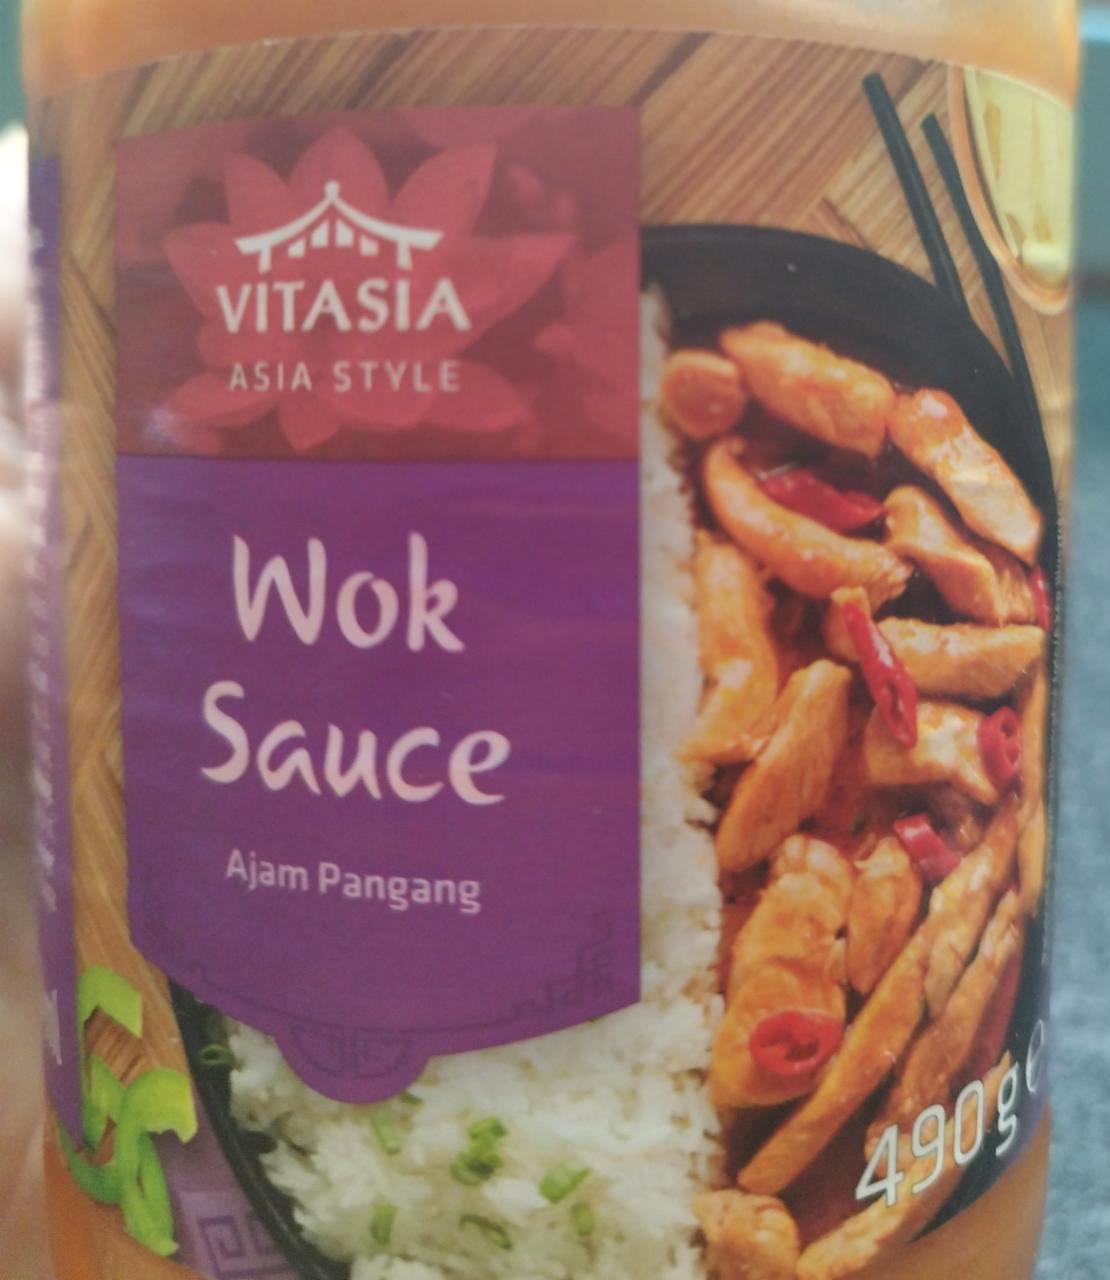 VITASIA
ASIA STYLE
Wok
Sauce
Ajam Pangang
490g e